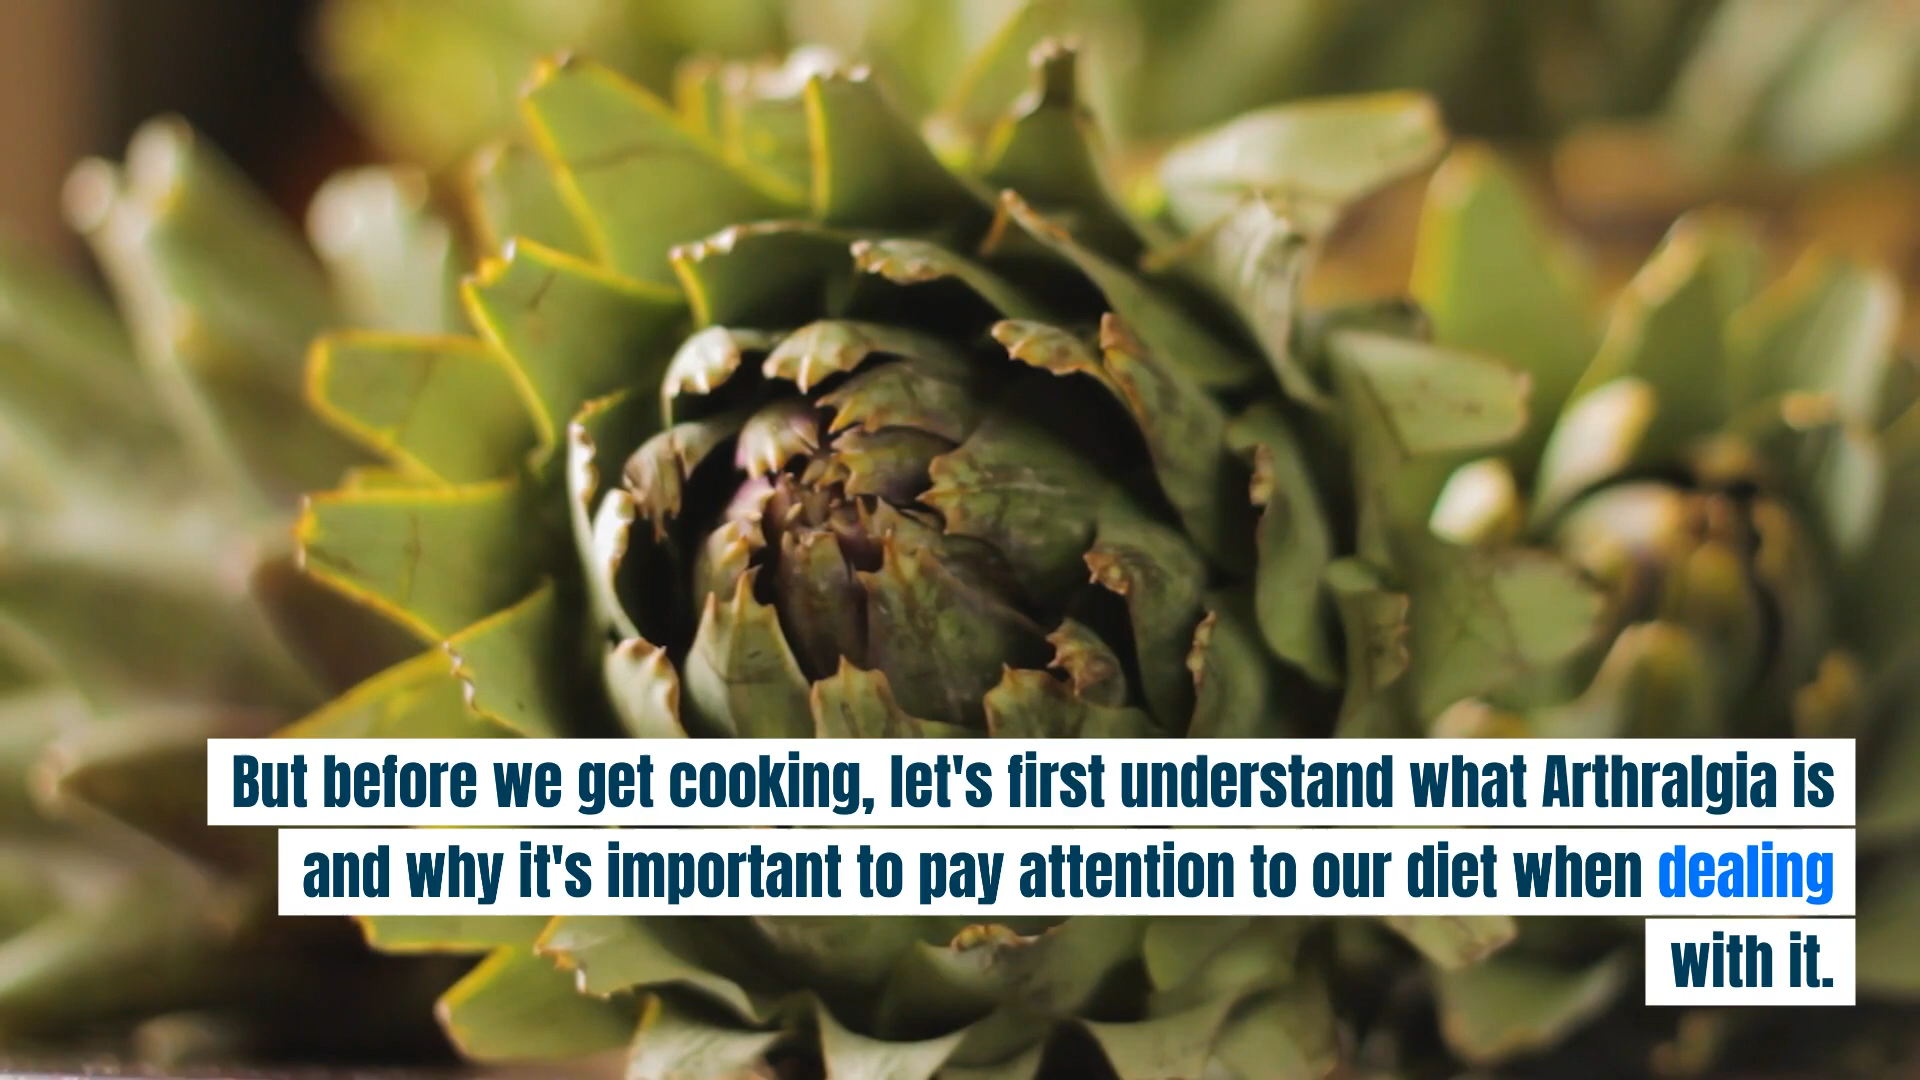 But before we get cooking, let's first understand what Arthralgia is
and why it's important to pay attention to our diet when dealing
with it.